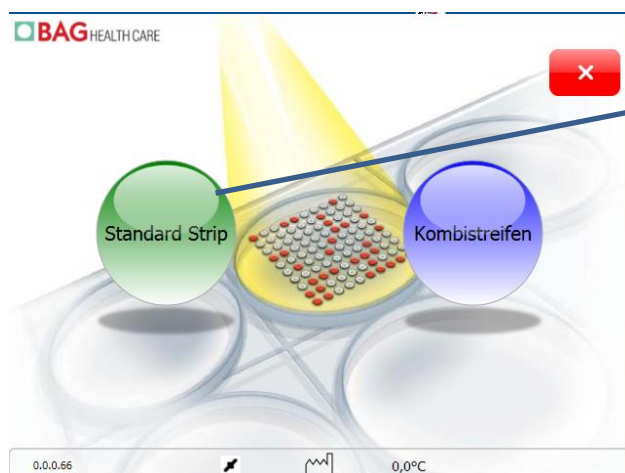 BAG HEALTH CARE
Standard Strip
Kombistreifen
0.0.0.66
0,0°C